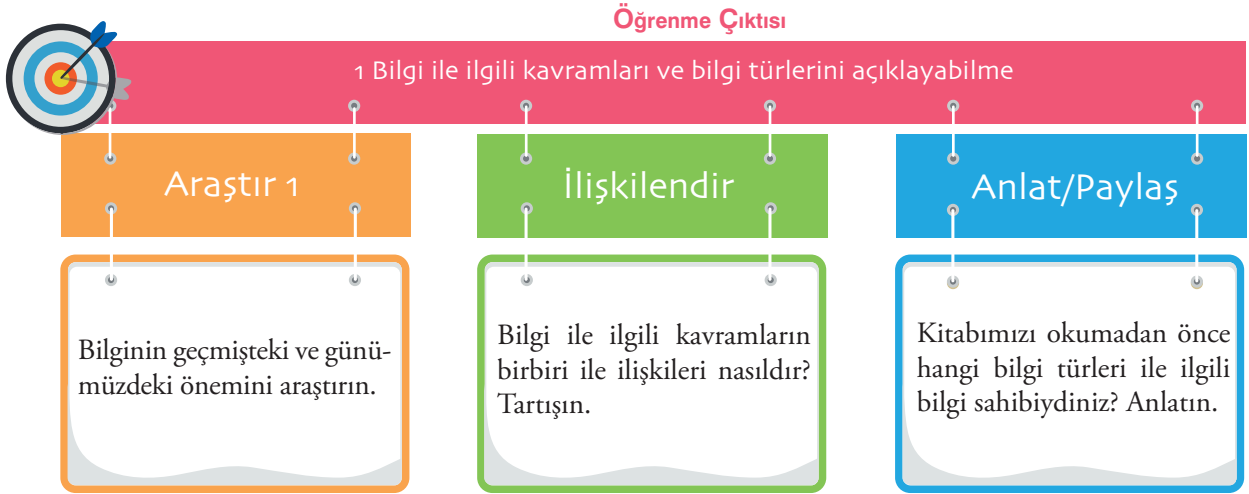 Öğrenme Çıktısı
1 Bilgi ile ilgili kavramları ve bilgi türlerini açıklayabilme
Araştır 1
Bilginin geçmişteki ve günü-
müzdeki önemini araştırın.
İlişkilendir
Bilgi ile ilgili kavramların
birbiri ile ilişkileri nasıldır?
Tartışın.
Anlat/Paylaş
Kitabımızı okumadan önce
hangi bilgi türleri ile ilgili
bilgi sahibiydiniz? Anlatın.